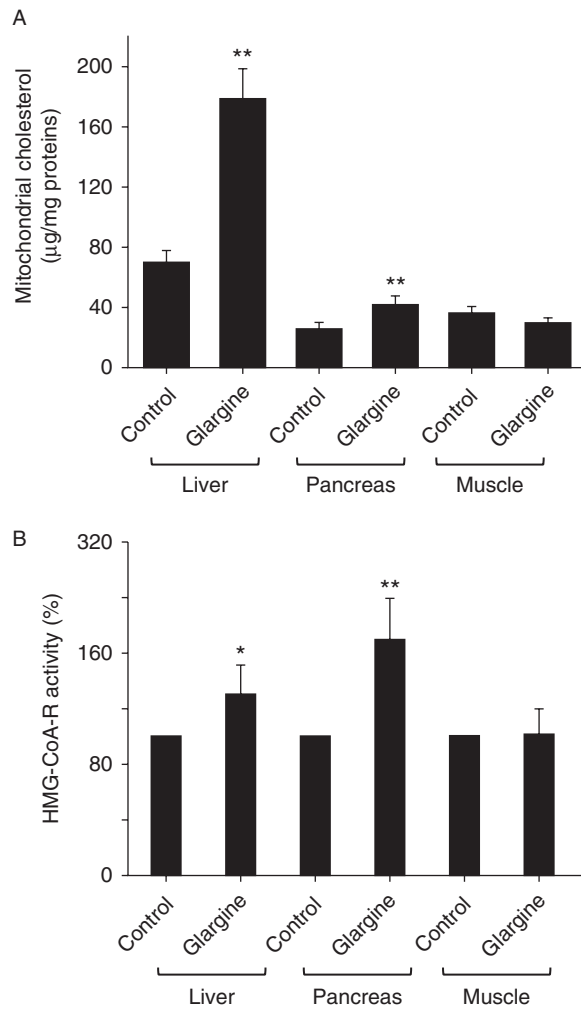 A
Mitochondrial cholesterol
(µg/mg proteins)
200
160
120
80
40
0
**
**
Control
Glargine
Control
Glargine
Control
Glargine
Liver
Pancreas
Muscle
B
HMG-CoA-R activity (%)
320
160
80
0
*
**
Control
Glargine
Control
Glargine
Control
Glargine
Liver
Pancreas
Muscle